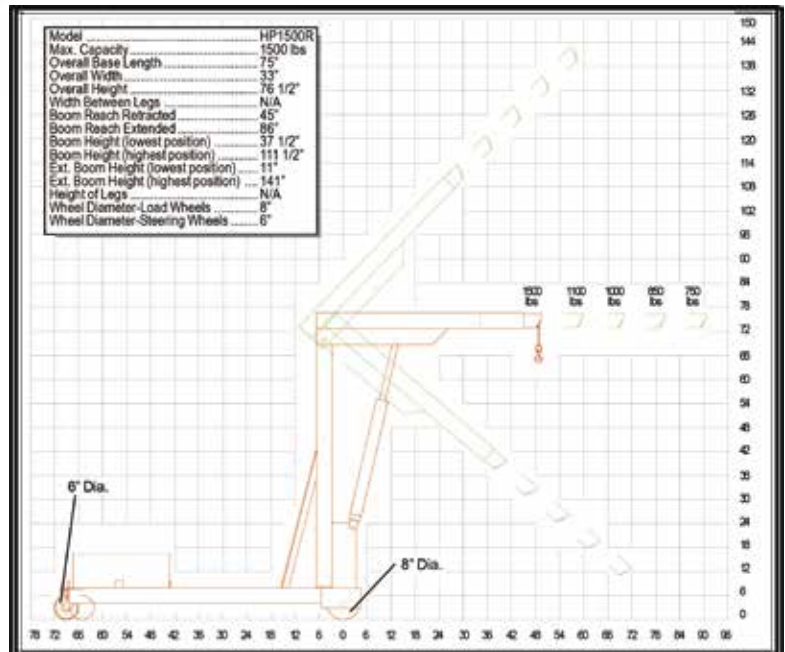 Model ........................ HP1500R
Max. Capacity ........................ 1500 lbs
Overall Base Length ........................ 75"
Overall Width ........................ 33"
Overall Height ........................ 76 1/2"
Width Between Legs ........................ N/A
Boom Reach Retracted ........................ 45"
Boom Reach Extended ........................ 86"
Boom Height (lowest position) ............ 37 1/2"
Boom Height (highest position) ............ 111 1/2"
Ext. Boom Height (lowest position) ..... 11"
Ext. Boom Height (highest position) .... 141"
Height of Legs ........................ N/A
Wheel Diameter-Load Wheels ........... 8"
Wheel Diameter-Steering Wheels ....... 6"
150
144
138
132
126
120
114
108
102
96
90
84
1500 lbs 1100 lbs 1000 lbs 850 lbs 750 lbs
78
72
66
60
54
48
42
36
30
24
18
12
6
0
6" Dia.
8" Dia.
78 72 66 60 54 48 42 36 30 24 18 12 6 0 6 12 18 24 30 36 42 48 54 60 66 72 78 84 90 96